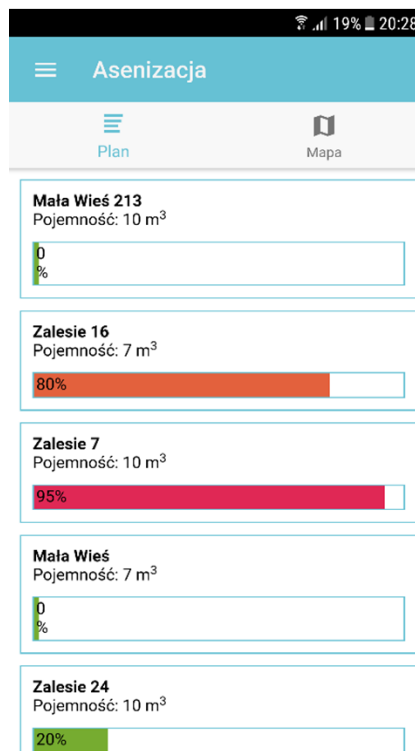 19% 20:28
Asenizacja
Plan
Mapa
Mała Wieś 213
Pojemność: 10 m³
0
%
Zalesie 16
Pojemność: 7 m³
80%
Zalesie 7
Pojemność: 10 m³
95%
Mała Wieś
Pojemność: 7 m³
0
%
Zalesie 24
Pojemność: 10 m³
20%